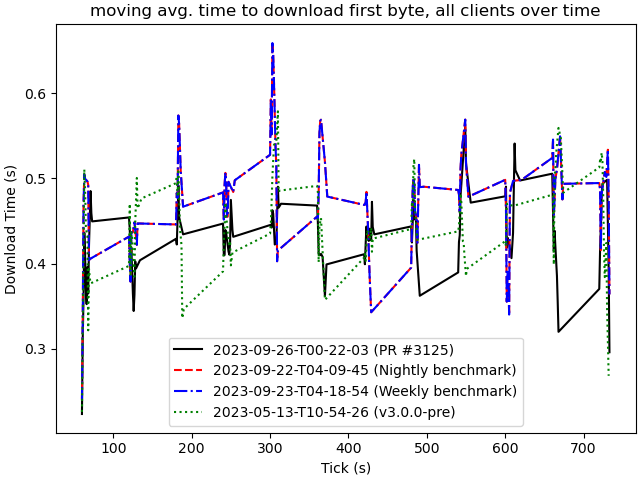 moving avg. time to download first byte, all clients over time
Download Time (s)
0.6
0.5
0.4
0.3
2023-09-26-T00-22-03 (PR #3125)
2023-09-22-T04-09-45 (Nightly benchmark)
2023-09-23-T04-18-54 (Weekly benchmark)
2023-05-13-T10-54-26 (v3.0.0-pre)
100 200 300 400 500 600 700
Tick (s)